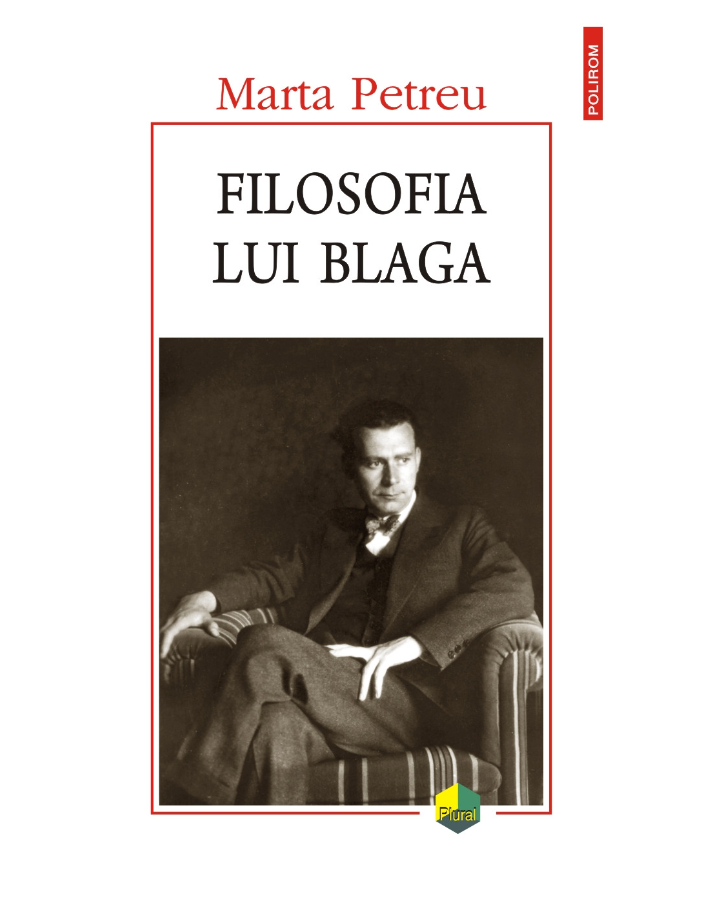 POLIROM
Marta Petreu
FILOSOFIA
LUI BLAGA
Plural